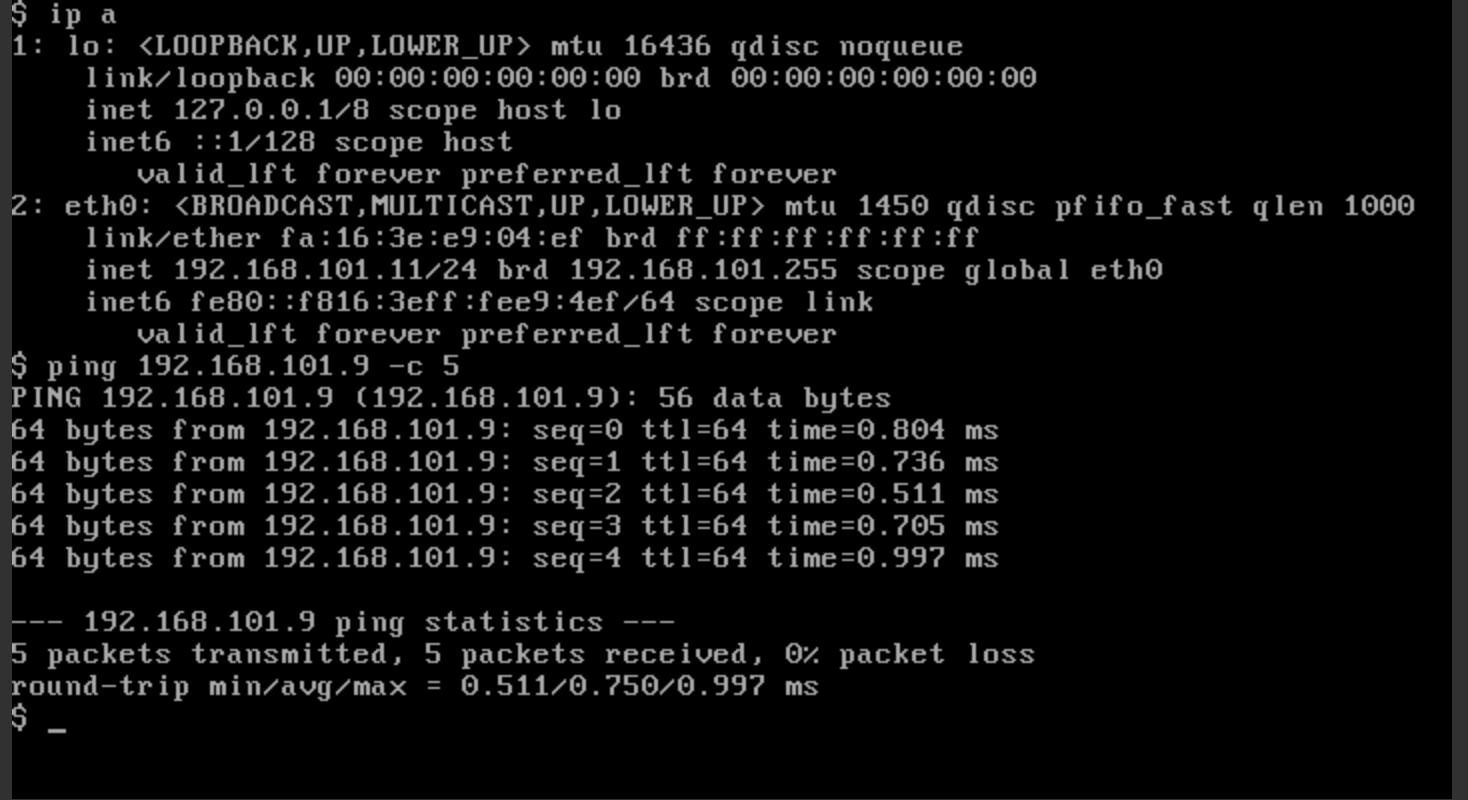 $ ip a
1: lo: <LOOPBACK,UP,LOWER_UP> mtu 16436 qdisc noqueue
    link/loopback 00:00:00:00:00:00 brd 00:00:00:00:00:00
    inet 127.0.0.1/8 scope host lo
    inet6 ::1/128 scope host
       valid_lft forever preferred_lft forever
2: eth0: <BROADCAST,MULTICAST,UP,LOWER_UP> mtu 1450 qdisc pfifo_fast qlen 1000
    link/ether fa:16:3e:e9:04:ef brd ff:ff:ff:ff:ff:ff
    inet 192.168.101.11/24 brd 192.168.101.255 scope global eth0
    inet6 fe80::f816:3eff:fee9:4ef/64 scope link
       valid_lft forever preferred_lft forever
$ ping 192.168.101.9 -c 5
PING 192.168.101.9 (192.168.101.9): 56 data bytes
64 bytes from 192.168.101.9: seq=0 ttl=64 time=0.804 ms
64 bytes from 192.168.101.9: seq=1 ttl=64 time=0.736 ms
64 bytes from 192.168.101.9: seq=2 ttl=64 time=0.511 ms
64 bytes from 192.168.101.9: seq=3 ttl=64 time=0.705 ms
64 bytes from 192.168.101.9: seq=4 ttl=64 time=0.997 ms

--- 192.168.101.9 ping statistics ---
5 packets transmitted, 5 packets received, 0% packet loss
round-trip min/avg/max = 0.511/0.750/0.997 ms
$ _